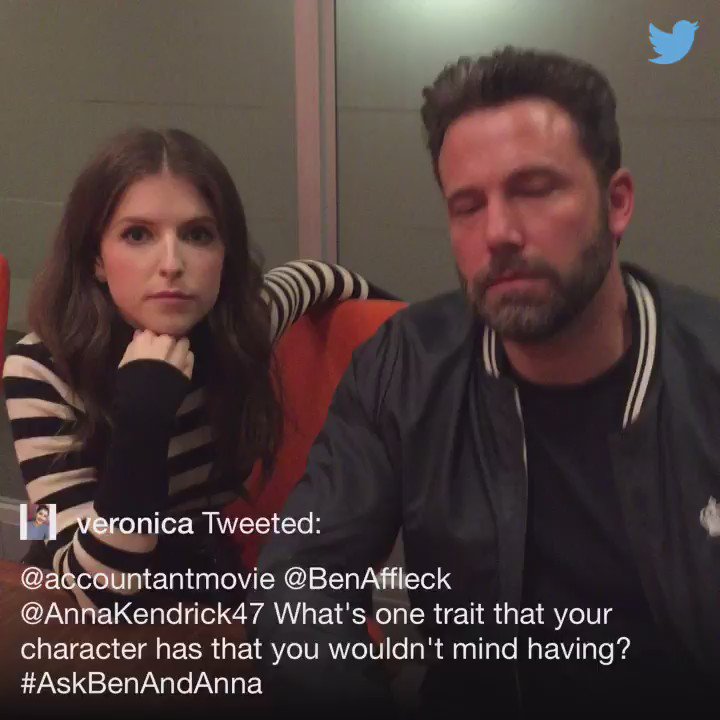 veronica Tweeted:
@accountantmovie @BenAffleck
@AnnaKendrick47 What's one trait that your
character has that you wouldn't mind having?
#AskBenAndAnna